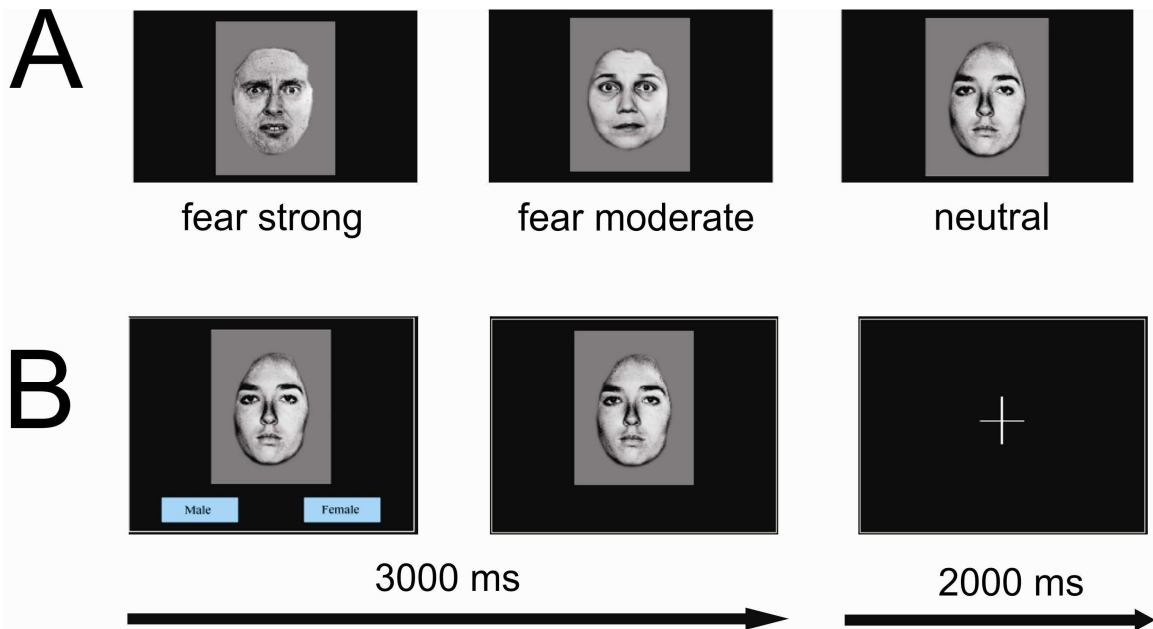 A
fear strong
fear moderate
neutral
B
Male
Female
3000 ms
2000 ms